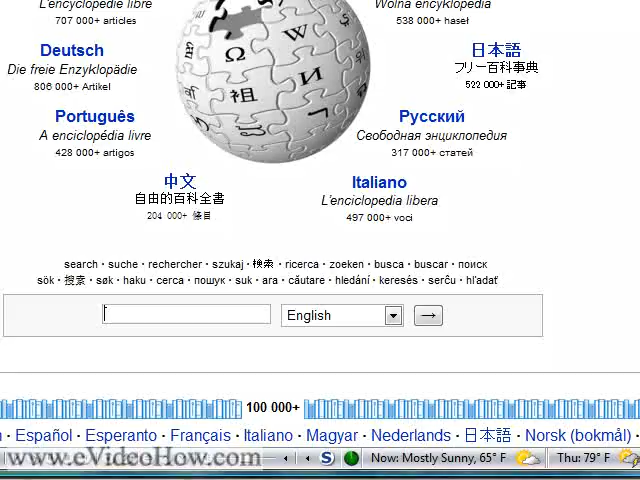 L'encyclopédie libre
707 000+ articles
Wolna encyklopedia
538 000+ haseł
Deutsch
Die freie Enzyklopädie
806 000+ Artikel
日本語
フリー百科事典
522 000+ 記事
Português
A enciclopédia livre
428 000+ artigos
Русский
Свободная энциклопедия
317 000+ статей
中文
自由的百科全書
204 000+ 條目
Italiano
L'enciclopedia libera
497 000+ voci
Ω
W
И
祖
search · suche · rechercher · szukaj · 検索 · ricerca · zoeken · busca · buscar · поиск
sök · 搜索 · søk · haku · cerca · пошук · suk · ara · căutare · hledání · keresés · serĉu · hľadať
English
→
100 000+
· Español · Esperanto · Français · Italiano · Magyar · Nederlands · 日本語 · Norsk (bokmål) ·
www.eVideoHow.com
S
Now: Mostly Sunny, 65° F
Thu: 79° F